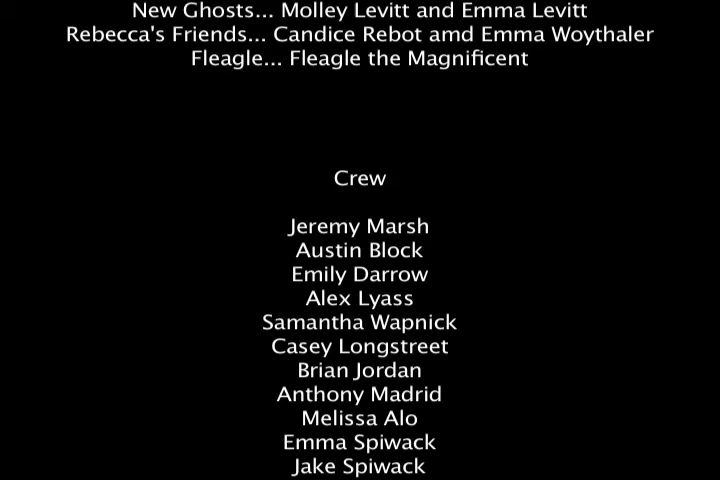 New Ghosts... Molley Levitt and Emma Levitt
Rebecca's Friends... Candice Rebot amd Emma Woythaler
Fleagle... Fleagle the Magnificent
Crew
Jeremy Marsh
Austin Block
Emily Darrow
Alex Lyass
Samantha Wapnick
Casey Longstreet
Brian Jordan
Anthony Madrid
Melissa Alo
Emma Spiwack
Jake Spiwack